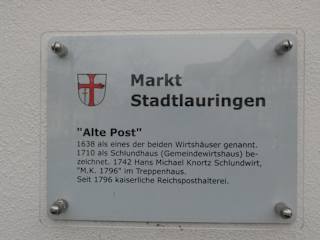 Markt
Stadtlauringen
"Alte Post"
1638 als eines der beiden Wirtshäuser genannt.
1710 als Schlundhaus (Gemeindewirtshaus) be-
zeichnet. 1742 Hans Michael Knortz Schlundwirt,
"M.K. 1796" im Treppenhaus.
Seit 1796 kaiserliche Reichsposthalterei.